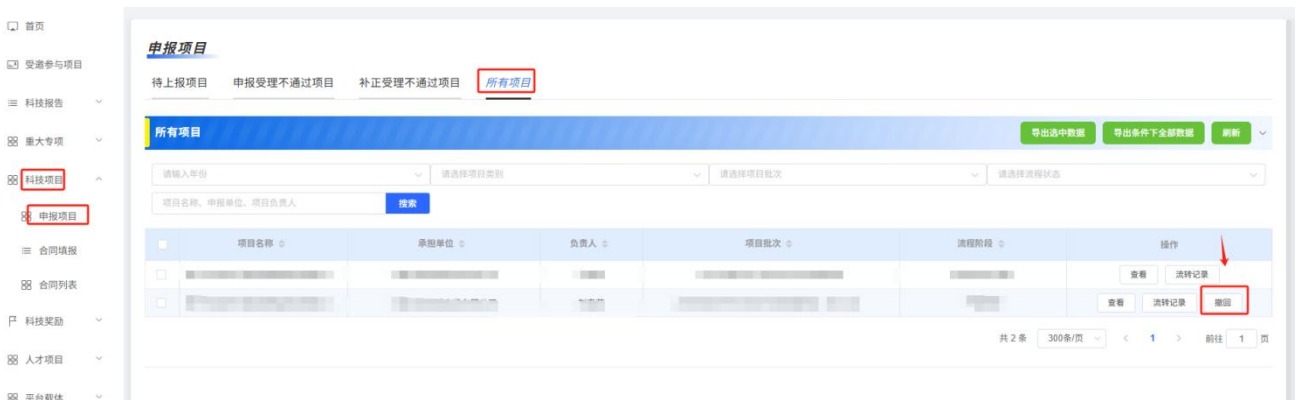 首页
受邀参与项目
科技报告
重大专项
科技项目
申报项目
合同填报
合同列表
科技奖励
人才项目
平台载体
申报项目
待上报项目 申报受理不通过项目 补正受理不通过项目 所有项目
所有项目 导出选中数据 导出条件下全部数据 刷新
请输入年份 请选择项目类别 请选择项目批次 请选择流程状态
项目名称、申报单位、项目负责人 搜索
项目名称 承担单位 负责人 项目批次 流程阶段 操作
查看 流转记录
查看 流转记录 撤回
共 2 条 300条/页 < 1 > 前往 1 页